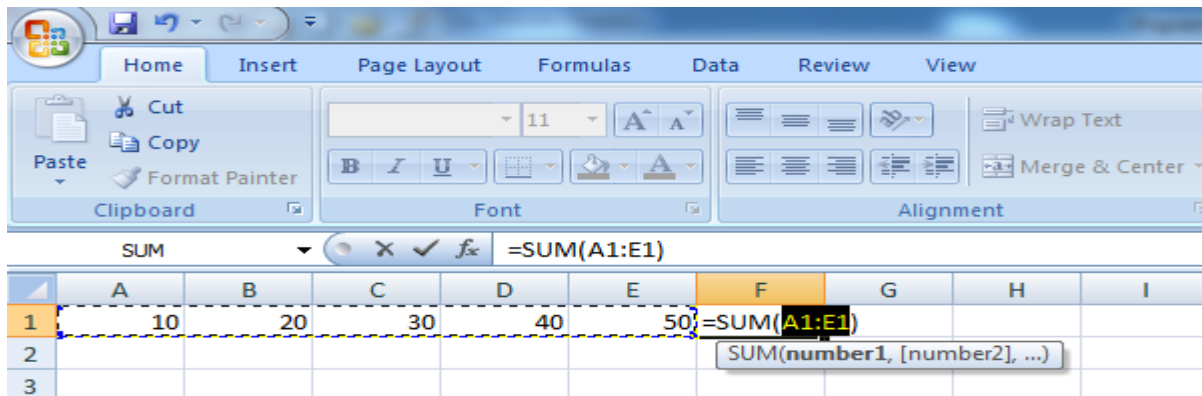 Home Insert Page Layout Formulas Data Review View
Cut
Copy
Paste
Format Painter
11
A A
Wrap Text
B I U
A
Merge & Center
Clipboard Font Alignment
SUM fx =SUM(A1:E1)
A B C D E F G H I
1 10 20 30 40 50 =SUM(A1:E1)
2 SUM(number1, [number2], ...)
3